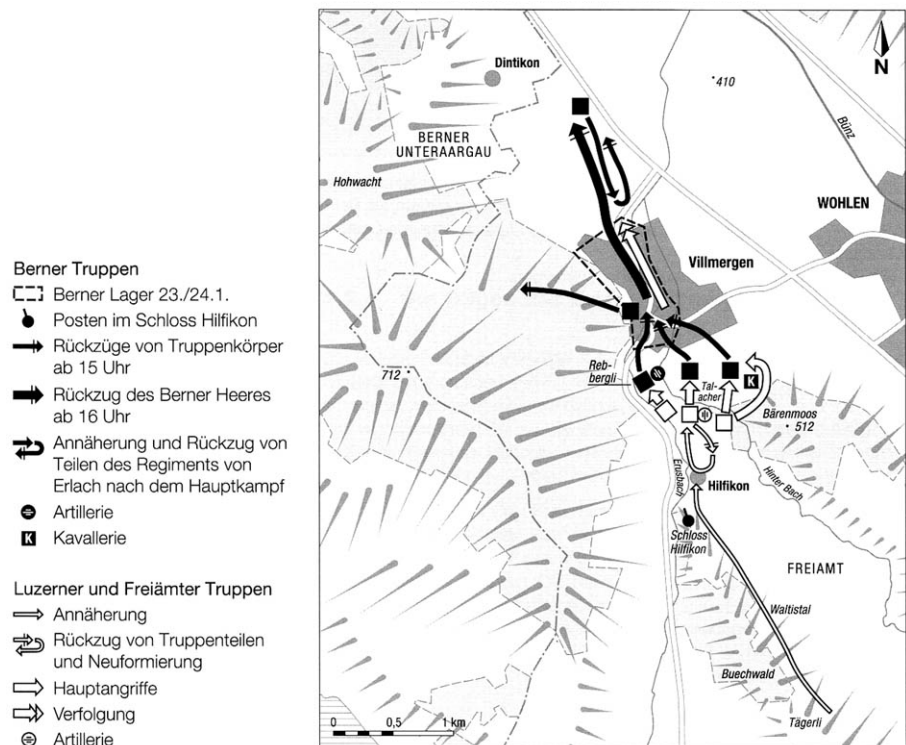 Berner Truppen
Berner Lager 23./24.1.
Posten im Schloss Hilfikon
Rückzüge von Truppenkörper
ab 15 Uhr
Rückzug des Berner Heeres
ab 16 Uhr
Annäherung und Rückzug von
Teilen des Regiments von
Erlach nach dem Hauptkampf
Artillerie
K Kavallerie
Luzerner und Freiämter Truppen
Annäherung
Rückzug von Truppenteilen
und Neuformierung
Hauptangriffe
Verfolgung
Artillerie
N
Dintikon
410
BERNER
UNTERAARGAU
Bünz
Hohwacht
WOHLEN
Villmergen
712
Reb-
bergli
Tal-
acher
K
Bärenmoos
512
Erusbach
Hilfikon
Hinter Bach
Schloss
Hilfikon
FREIAMT
Waltistal
Buechwald
Tägerli
0 0,5 1 km